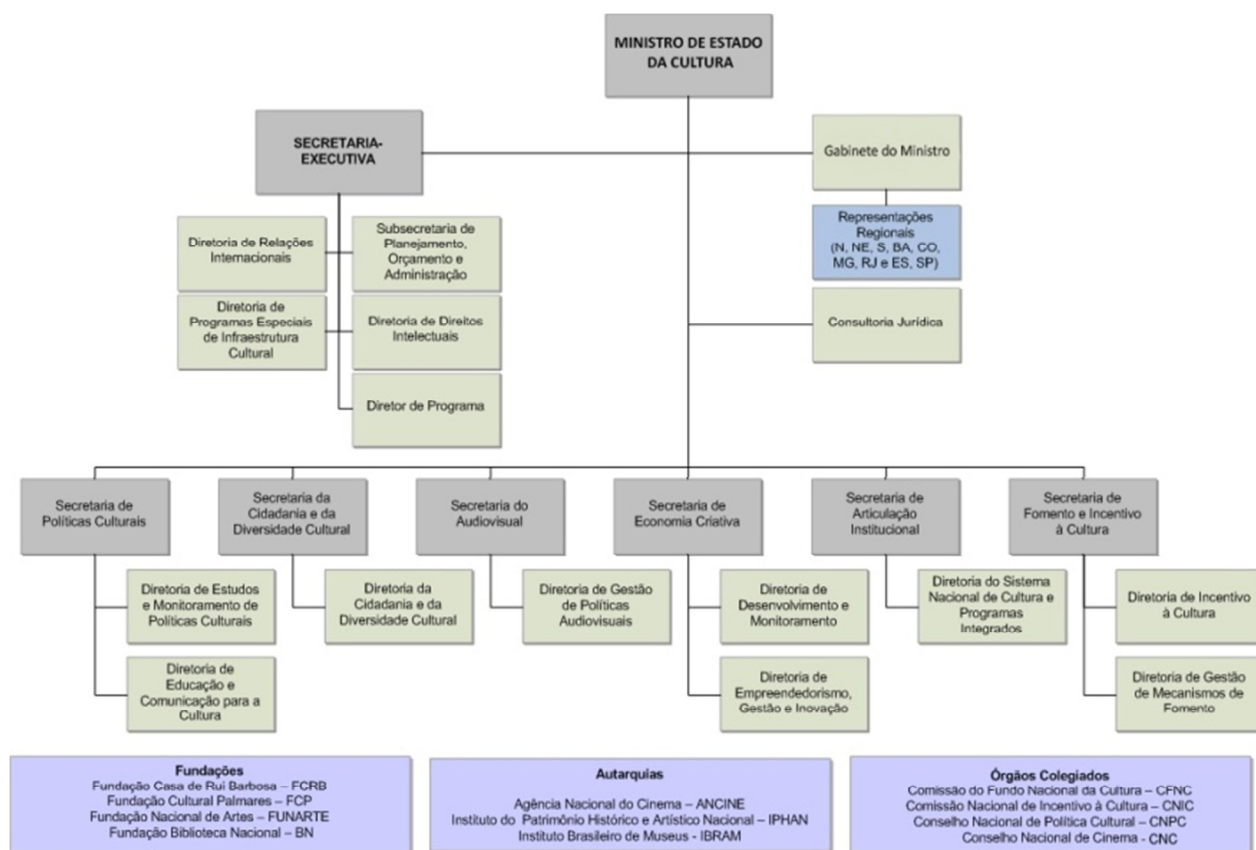 MINISTRO DE ESTADO
DA CULTURA
SECRETARIA-
EXECUTIVA
Gabinete do Ministro
Representações
Regionais
(N, NE, S, BA, CO,
MG, RJ e ES, SP)
Diretoria de Relações
Internacionais
Subsecretaria de
Planejamento,
Orçamento e
Administração
Diretoria de
Programas Especiais
de Infraestrutura
Cultural
Diretoria de Direitos
Intelectuais
Consultoria Jurídica
Diretor de Programa
Secretaria de
Políticas Culturais
Secretaria da
Cidadania e da
Diversidade Cultural
Secretaria do
Audiovisual
Secretaria de
Economia Criativa
Secretaria de
Articulação
Institucional
Secretaria de
Fomento e Incentivo
à Cultura
Diretoria de Estudos
e Monitoramento de
Políticas Culturais
Diretoria da
Cidadania e da
Diversidade Cultural
Diretoria de Gestão
de Políticas
Audiovisuais
Diretoria de
Desenvolvimento e
Monitoramento
Diretoria do Sistema
Nacional de Cultura e
Programas
Integrados
Diretoria de Incentivo
à Cultura
Diretoria de
Educação e
Comunicação para a
Cultura
Diretoria de
Empreendedorismo,
Gestão e Inovação
Diretoria de Gestão
de Mecanismos de
Fomento
Fundações
Fundação Casa de Rui Barbosa – FCRB
Fundação Cultural Palmares – FCP
Fundação Nacional de Artes – FUNARTE
Fundação Biblioteca Nacional – BN
Autarquias
Agência Nacional do Cinema – ANCINE
Instituto do Patrimônio Histórico e Artístico Nacional – IPHAN
Instituto Brasileiro de Museus - IBRAM
Órgãos Colegiados
Comissão do Fundo Nacional da Cultura – CFNC
Comissão Nacional de Incentivo à Cultura – CNIC
Conselho Nacional de Política Cultural – CNPC
Conselho Nacional de Cinema - CNC